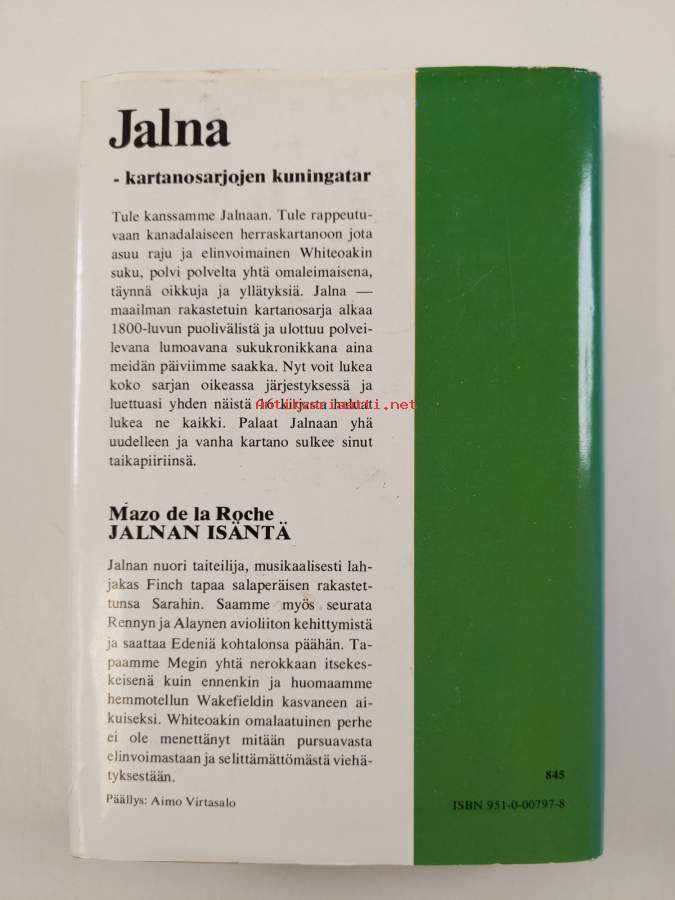 Jalna
- kartanosarjojen kuningatar
Tule kanssamme Jalnaan. Tule rappeutu-
vaan kanadalaiseen herraskartanoon jota
asuu raju ja elinvoimainen Whiteoakin
suku, polvi polvelta yhtä omaleimaisena,
täynnä oikkuja ja yllätyksiä. Jalna —
maailman rakastetuin kartanosarja alkaa
1800-luvun puolivälistä ja ulottuu polvei-
levana lumoavana sukukronikkana aina
meidän päiviimme saakka. Nyt voit lukea
koko sarjan oikeassa järjestyksessä ja
luettuasi yhden näistä 16 kirjasta haluat
Antikvariaatti.net
lukea ne kaikki. Palaat Jalnaan yhä
uudelleen ja vanha kartano sulkee sinut
taikapiiriinsä.
Mazo de la Roche
JALNAN ISÄNTÄ
Jalnan nuori taiteilija, musikaalisesti lah-
jakas Finch tapaa salaperäisen rakastet-
tunsa Sarahin. Saamme myös seurata
Rennyn ja Alaynen avioliiton kehittymistä
ja saattaa Edeniä kohtalonsa päähän. Ta-
paamme Megin yhtä nerokkaan itsekes-
keisenä kuin ennenkin ja huomaamme
hemmotellun Wakefieldin kasvaneen ai-
kuiseksi. Whiteoakin omalaatuinen perhe
ei ole menettänyt mitään pursuavasta
elinvoimastaan ja selittämättömästä viehä-
tyksestään.
Päällys: Aimo Virtasalo
845
ISBN 951-0-00797-8